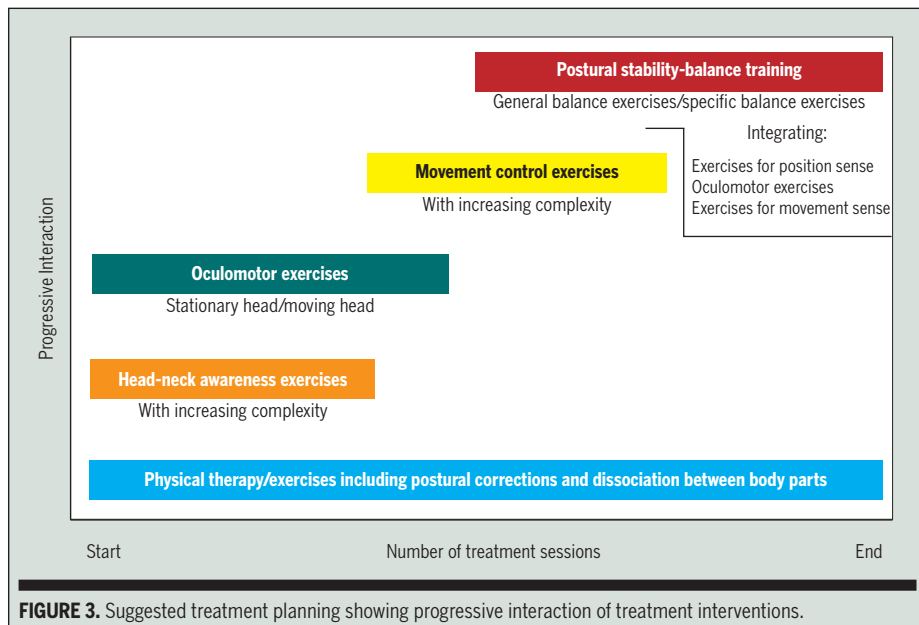 Postural stability-balance training
General balance exercises/specific balance exercises
Integrating:
Exercises for position sense
Oculomotor exercises
Exercises for movement sense
Movement control exercises
With increasing complexity
Oculomotor exercises
Stationary head/moving head
Head-neck awareness exercises
With increasing complexity
Physical therapy/exercises including postural corrections and dissociation between body parts
Progressive Interaction
Start
Number of treatment sessions
End
FIGURE 3. Suggested treatment planning showing progressive interaction of treatment interventions.